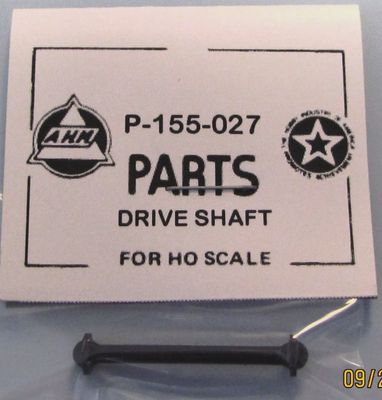 AHM
P-155-027
PARTS
DRIVE SHAFT
FOR HO SCALE
09/2